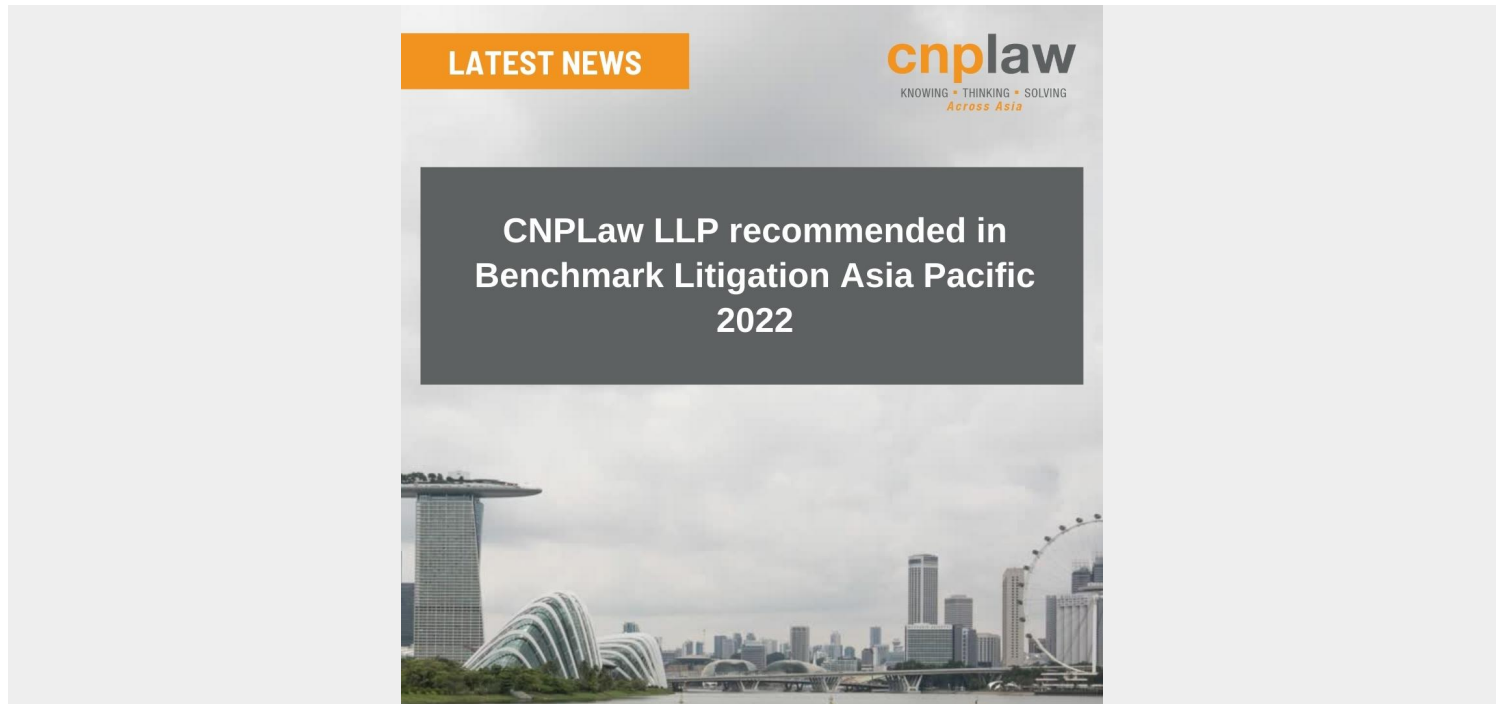 LATEST NEWS
cnplaw
KNOWING • THINKING • SOLVING
Across Asia
CNPLaw LLP recommended in
Benchmark Litigation Asia Pacific
2022